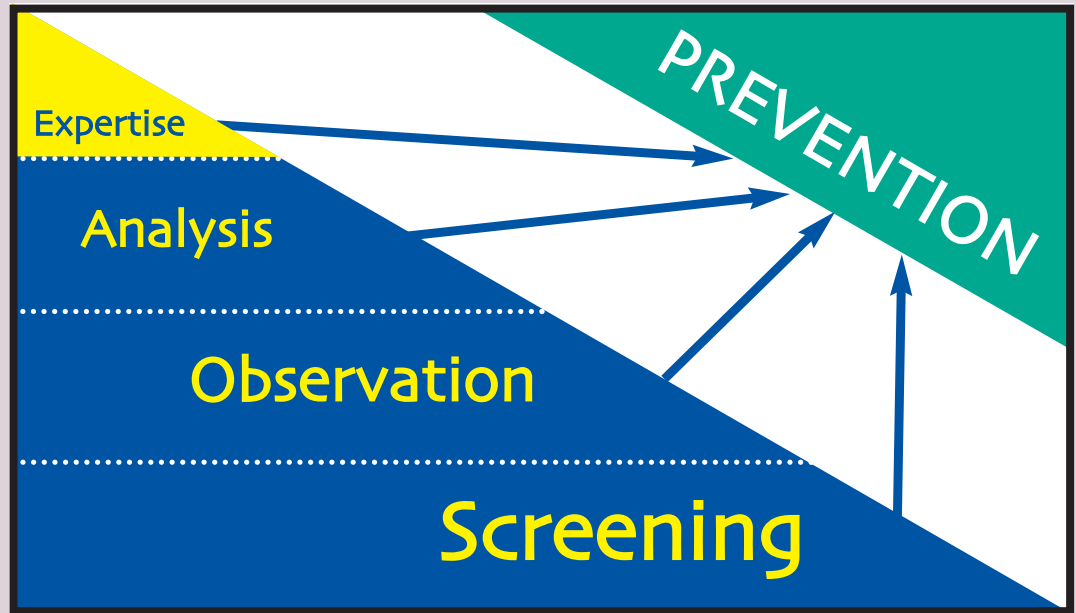 PREVENTION
Expertise
Analysis
Observation
Screening